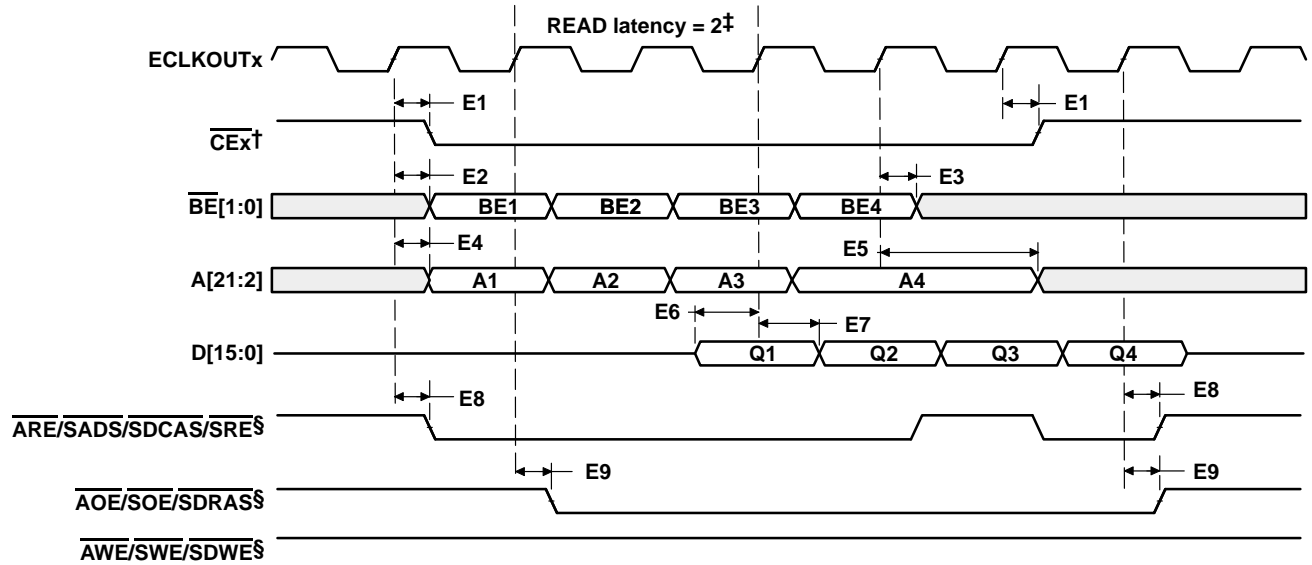 READ latency = 2‡
ECLKOUTx
E1 E1
CEx†
E2 E3
BE[1:0] BE1 BE2 BE3 BE4
E4 E5
A[21:2] A1 A2 A3 A4
E6 E7
D[15:0] Q1 Q2 Q3 Q4
E8 E8
ARE/SADS/SDCAS/SRE§
E9 E9
AOE/SOE/SDRAS§
AWE/SWE/SDWE§